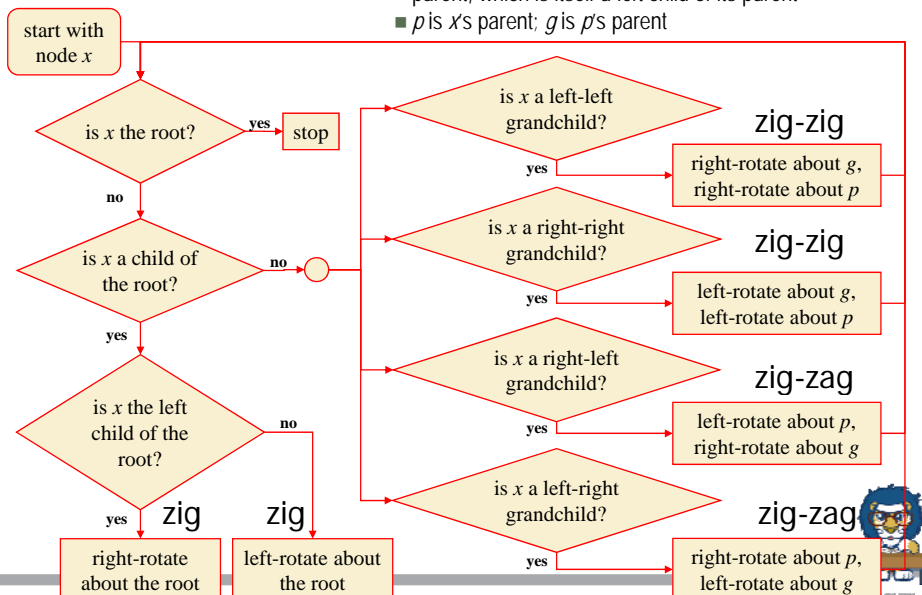 ■ p is x's parent; g is p's parent
start with
node x
is x the root?
yes
stop
no
is x a child of
the root?
no
yes
is x the left
child of the
root?
no
yes
zig
zig
right-rotate
about the root
left-rotate about
the root
is x a left-left
grandchild?
yes
zig-zig
right-rotate about g,
right-rotate about p
is x a right-right
grandchild?
yes
zig-zig
left-rotate about g,
left-rotate about p
is x a right-left
grandchild?
yes
zig-zag
left-rotate about p,
right-rotate about g
is x a left-right
grandchild?
yes
zig-zag
right-rotate about p,
left-rotate about g